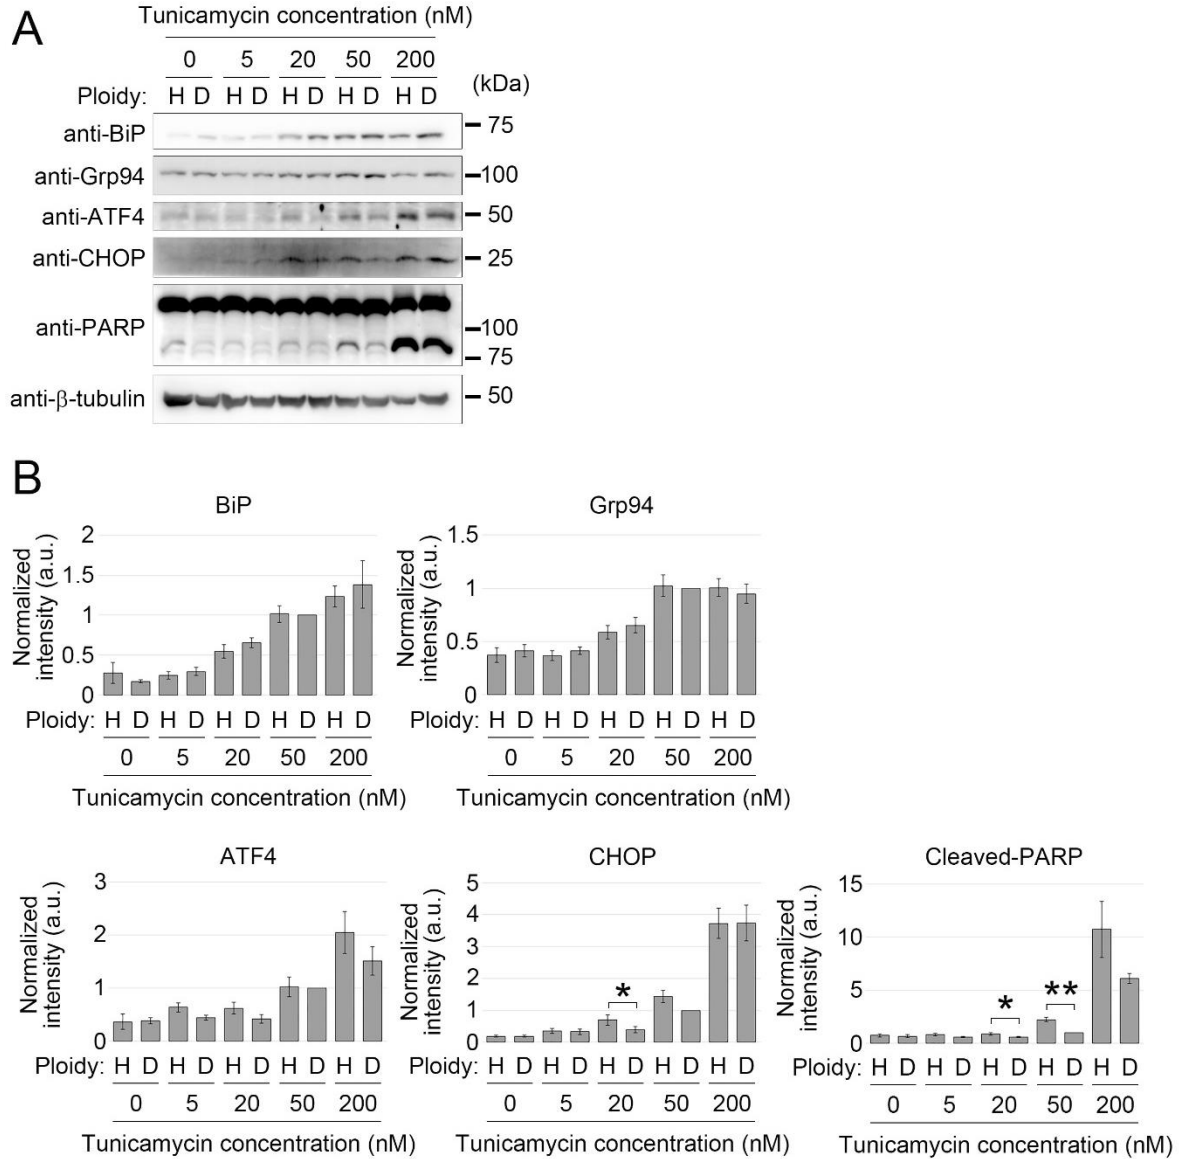 A
Tunicamycin concentration (nM)
0 5 20 50 200
(kDa)
Ploidy: H D H D H D H D H D
anti-BiP 75
anti-Grp94 100
anti-ATF4 50
anti-CHOP 25
anti-PARP 100
75
anti-β-tubulin 50
B
BiP
Normalized
intensity (a.u.)
2
1.5
1
0.5
0
Ploidy: H D H D H D H D H D
0 5 20 50 200
Tunicamycin concentration (nM)
Grp94
Normalized
intensity (a.u.)
1.5
1
0.5
0
Ploidy: H D H D H D H D H D
0 5 20 50 200
Tunicamycin concentration (nM)
ATF4
Normalized
intensity (a.u.)
3
2
1
0
Ploidy: H D H D H D H D H D
0 5 20 50 200
Tunicamycin concentration (nM)
CHOP
Normalized
intensity (a.u.)
5
4
3
2
1
0
*
Ploidy: H D H D H D H D H D
0 5 20 50 200
Tunicamycin concentration (nM)
Cleaved-PARP
Normalized
intensity (a.u.)
15
10
5
0
* **
Ploidy: H D H D H D H D H D
0 5 20 50 200
Tunicamycin concentration (nM)